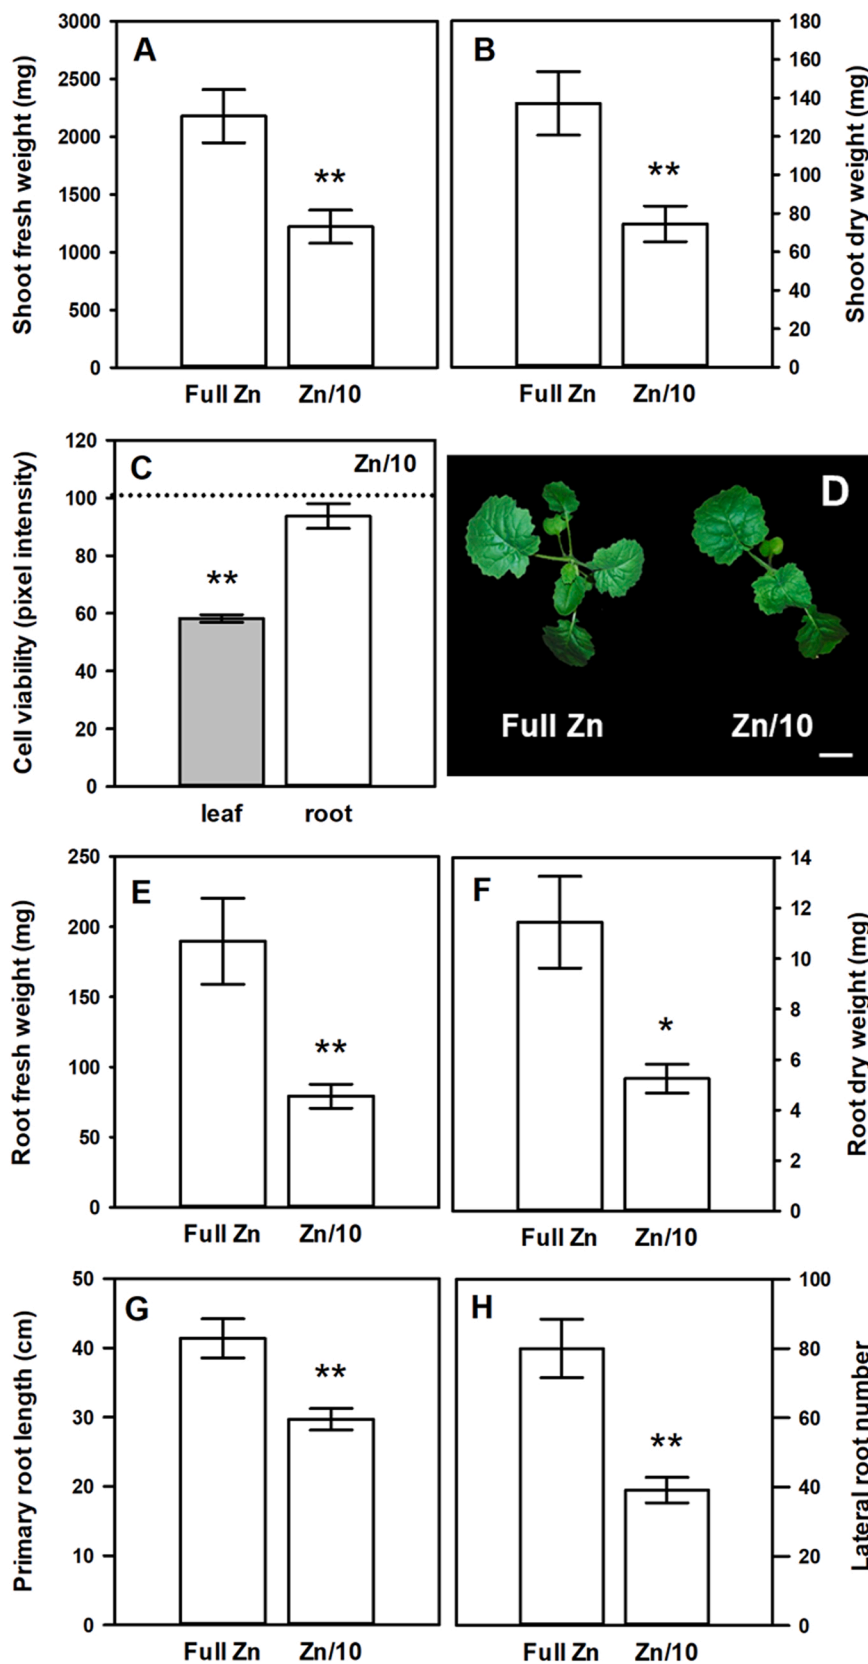 A
Shoot fresh weight (mg)
3000
2500
2000
1500
1000
500
0
**
Full Zn
Zn/10
B
Shoot dry weight (mg)
180
160
140
120
100
80
60
40
20
0
**
Full Zn
Zn/10
C
Zn/10
Cell viability (pixel intensity)
120
100
80
60
40
20
0
**
leaf
root
D
Full Zn
Zn/10
E
Root fresh weight (mg)
250
200
150
100
50
0
**
Full Zn
Zn/10
F
Root dry weight (mg)
14
12
10
8
6
4
2
0
*
Full Zn
Zn/10
G
Primary root length (cm)
50
40
30
20
10
0
**
Full Zn
Zn/10
H
Lateral root number
100
80
60
40
20
0
**
Full Zn
Zn/10